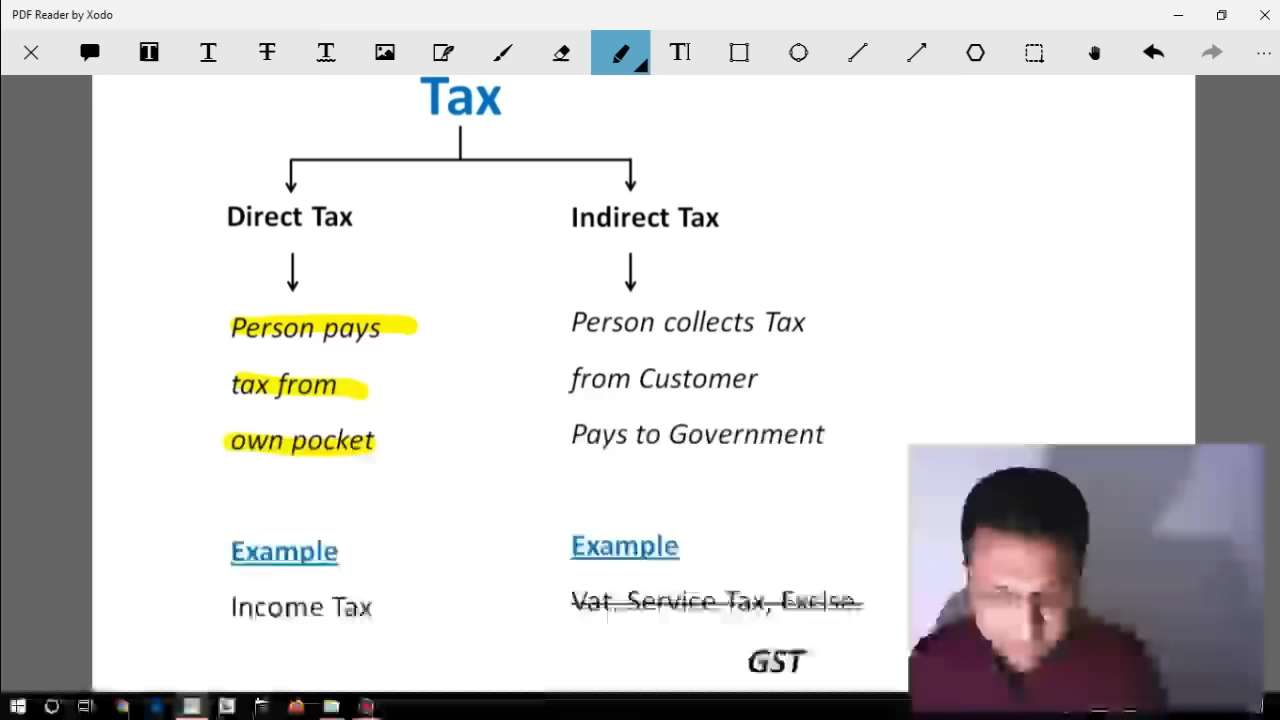 PDF Reader by Xodo
Tax
Direct Tax
Indirect Tax
Person pays
tax from
own pocket
Person collects Tax
from Customer
Pays to Government
Example
Income Tax
Example
Vat, Service Tax, Excise
GST